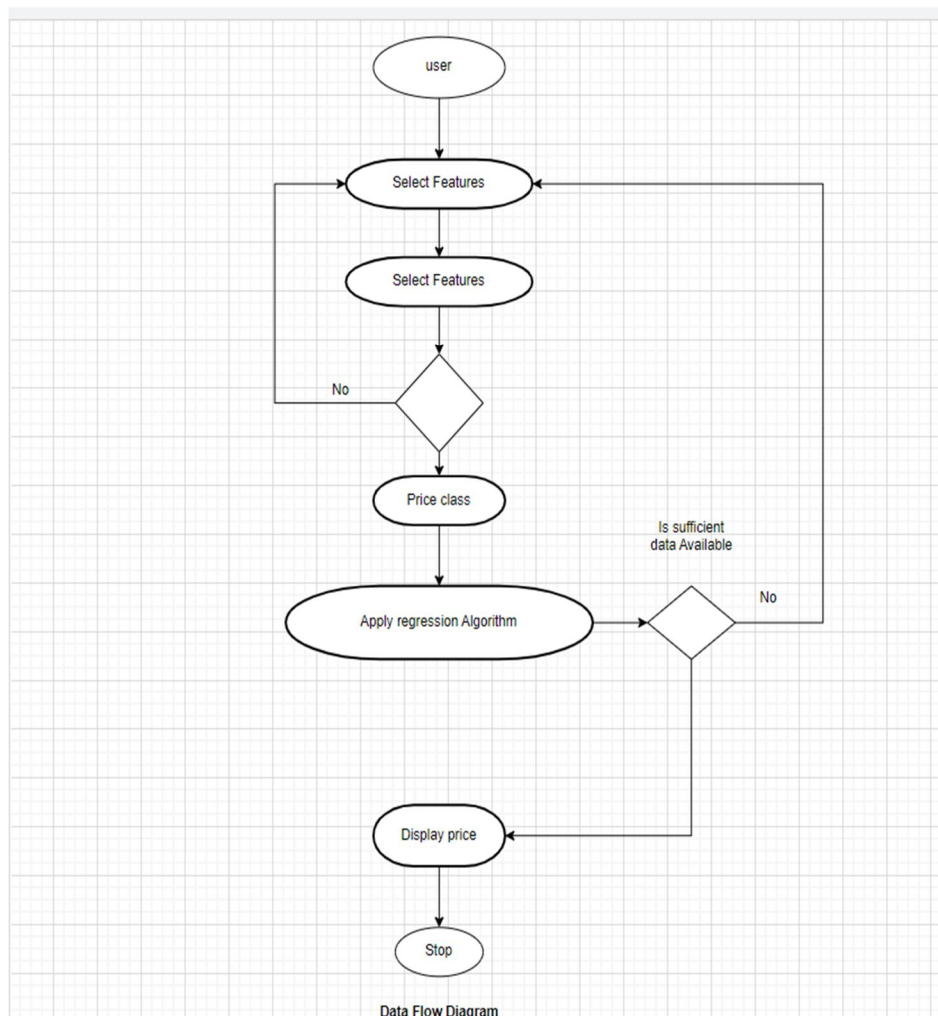 user
Select Features
Select Features
No
Price class
Is sufficient
data Available
No
Apply regression Algorithm
Display price
Stop
Data Flow Diagram